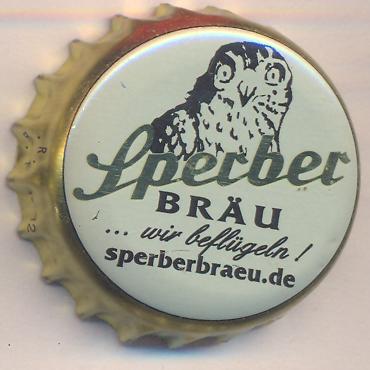 Sperber
BRÄU
... wir beflügeln!
sperberbraeu.de